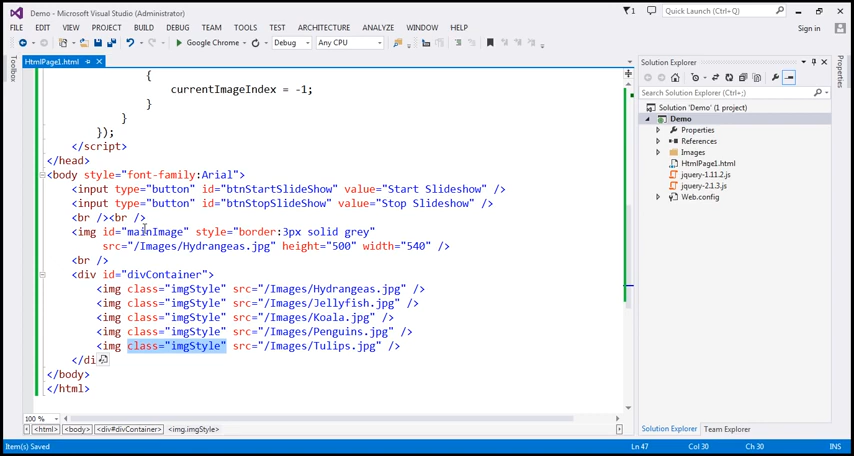 Demo - Microsoft Visual Studio (Administrator)
1
Quick Launch (Ctrl+Q)
FILE EDIT VIEW PROJECT BUILD DEBUG TEAM TOOLS TEST ARCHITECTURE ANALYZE WINDOW HELP
Sign in
Google Chrome
Debug
Any CPU
Toolbox
HtmlPage1.html
{
currentImageIndex = -1;
}
}
});
</script>
</head>
<body style="font-family:Arial">
<input type="button" id="btnStartSlideShow" value="Start Slideshow" />
<input type="button" id="btnStopSlideShow" value="Stop Slideshow" />
<br /><br />
<img id="mainImage" style="border:3px solid grey"
src="/Images/Hydrangeas.jpg" height="500" width="540" />
<br />
<div id="divContainer">
<img class="imgStyle" src="/Images/Hydrangeas.jpg" />
<img class="imgStyle" src="/Images/Jellyfish.jpg" />
<img class="imgStyle" src="/Images/Koala.jpg" />
<img class="imgStyle" src="/Images/Penguins.jpg" />
<img class="imgStyle" src="/Images/Tulips.jpg" />
</di
</body>
</html>
100 %
<html> <body> <div#divContainer> <img.imgStyle>
Solution Explorer
Search Solution Explorer (Ctrl+;)
Solution 'Demo' (1 project)
Demo
Properties
References
Images
HtmlPage1.html
jquery-1.11.2.js
jquery-2.1.3.js
Web.config
Solution Explorer Team Explorer
Properties
Item(s) Saved
Ln 47 Col 30 Ch 30 INS